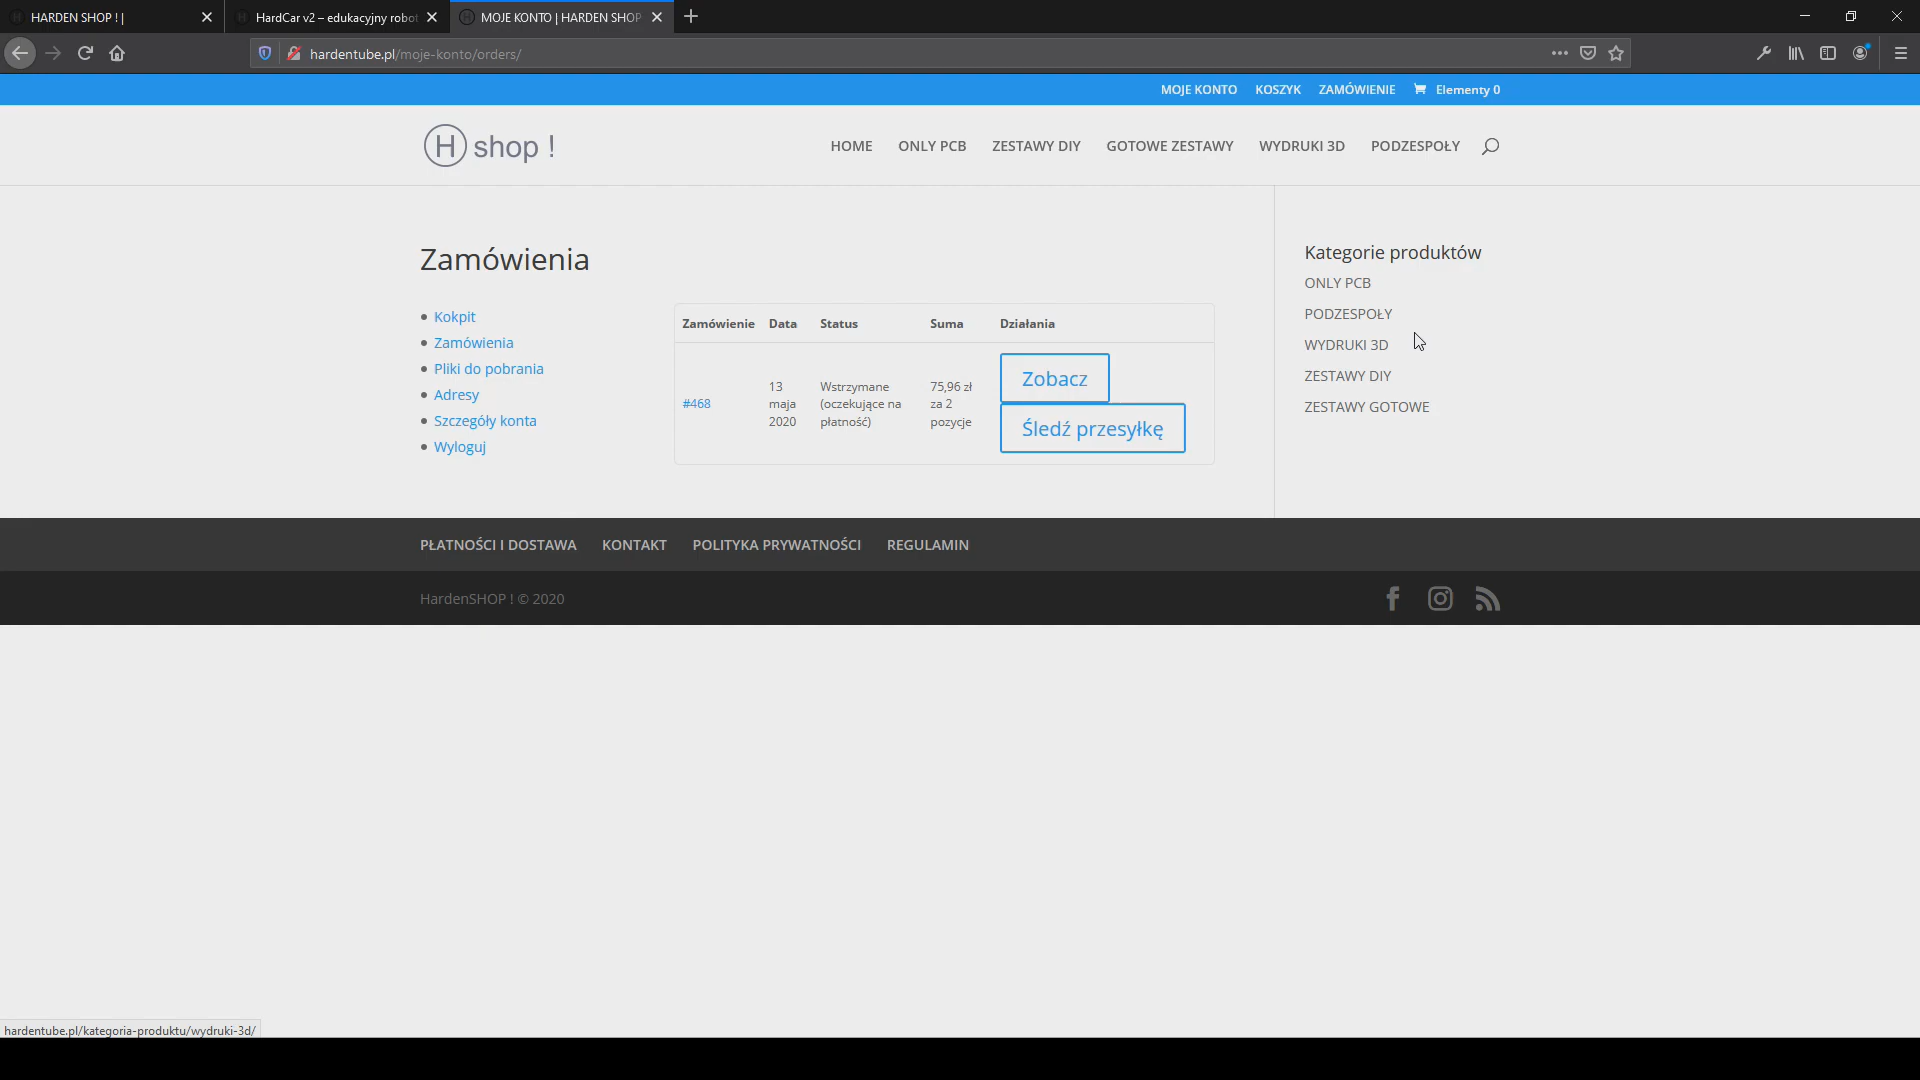 HARDEN SHOP ! |
HardCar v2 – edukacyjny robot
MOJE KONTO | HARDEN SHOP
hardentube.pl/moje-konto/orders/
MOJE KONTO KOSZYK ZAMÓWIENIE Elementy 0
H shop !
HOME ONLY PCB ZESTAWY DIY GOTOWE ZESTAWY WYDRUKI 3D PODZESPOŁY
Zamówienia
Kokpit
Zamówienia
Pliki do pobrania
Adresy
Szczegóły konta
Wyloguj
Zamówienie Data Status Suma Działania
#468
13
maja
2020
Wstrzymane
(oczekujące na
płatność)
75,96 zł
za 2
pozycje
Zobacz
Śledź przesyłkę
Kategorie produktów
ONLY PCB
PODZESPOŁY
WYDRUKI 3D
ZESTAWY DIY
ZESTAWY GOTOWE
PŁATNOŚCI I DOSTAWA KONTAKT POLITYKA PRYWATNOŚCI REGULAMIN
HardenSHOP ! © 2020
hardentube.pl/kategoria-produktu/wydruki-3d/